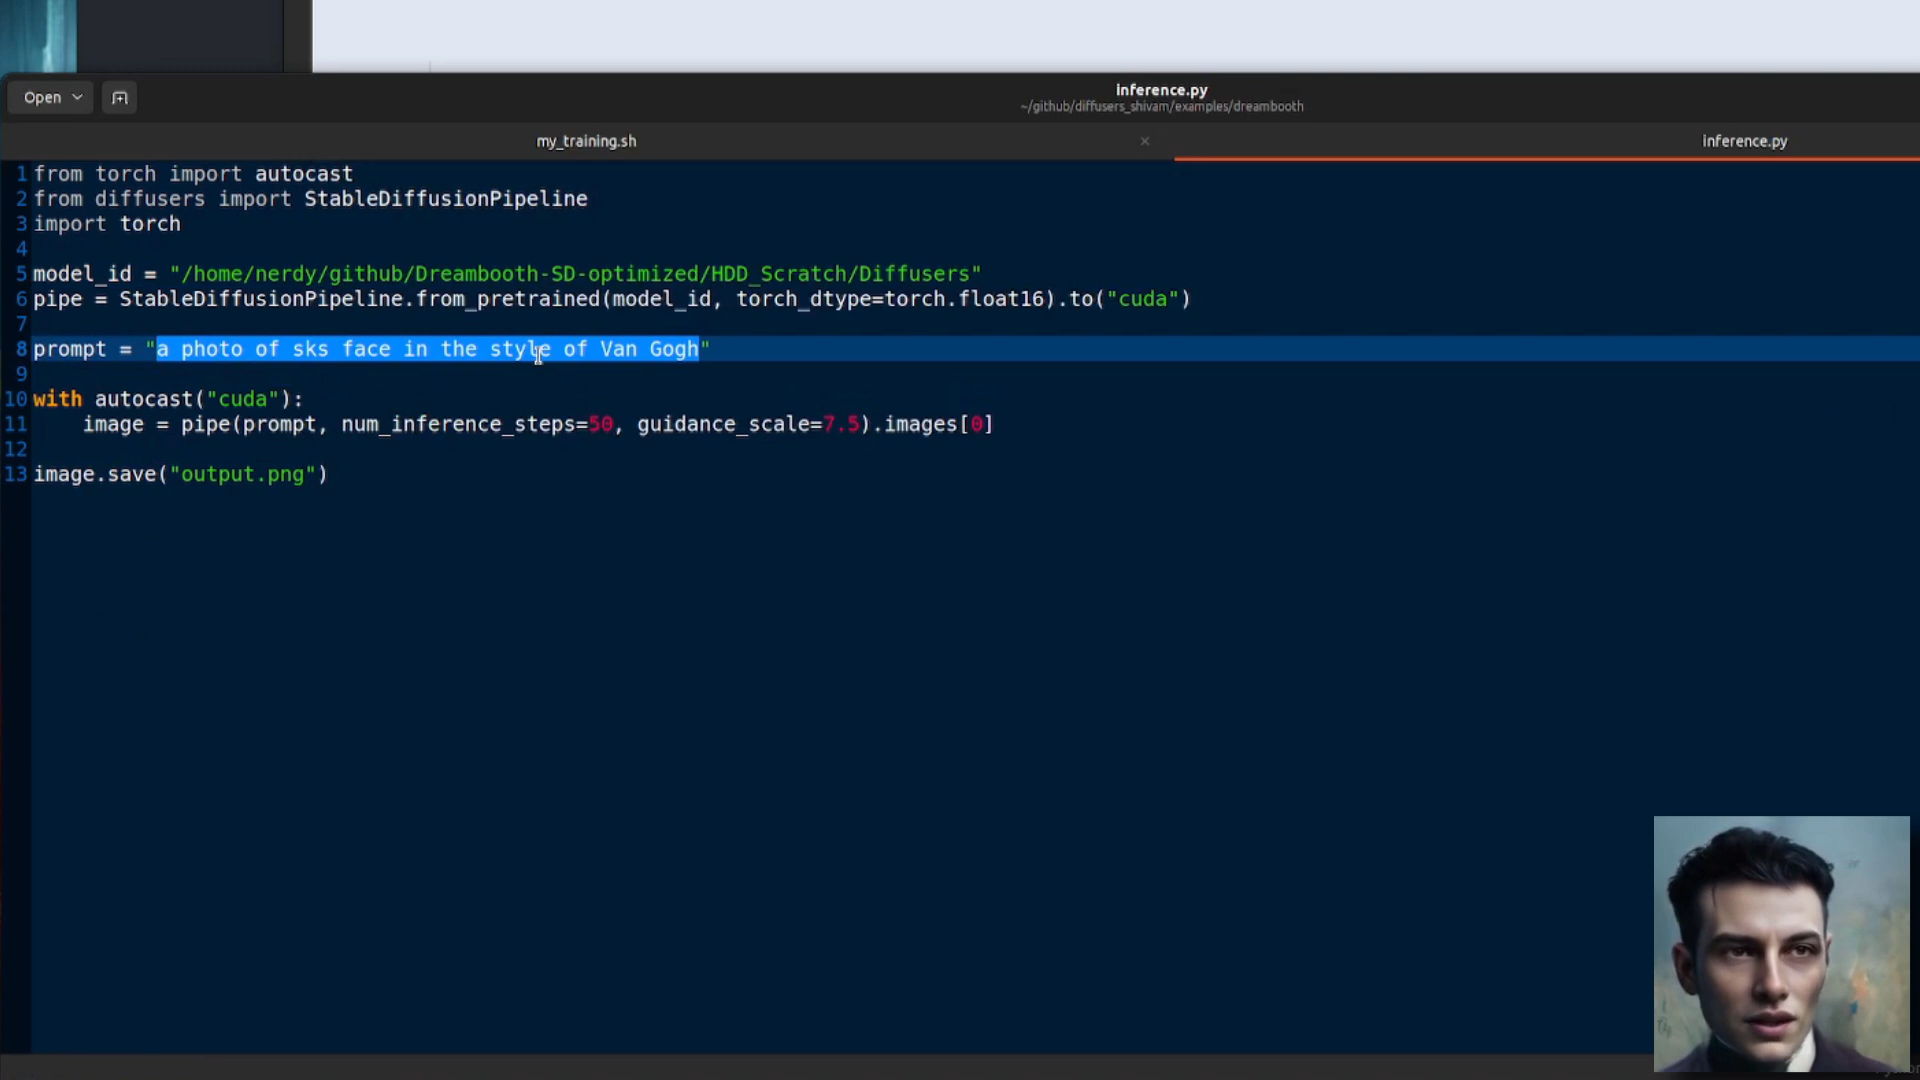 Open
inference.py
~/github/diffusers_shivam/examples/dreambooth
my_training.sh
inference.py
1 from torch import autocast
2 from diffusers import StableDiffusionPipeline
3 import torch
4
5 model_id = "/home/nerdy/github/Dreambooth-SD-optimized/HDD_Scratch/Diffusers"
6 pipe = StableDiffusionPipeline.from_pretrained(model_id, torch_dtype=torch.float16).to("cuda")
7
8 prompt = "a photo of sks face in the style of Van Gogh"
9
10 with autocast("cuda"):
11     image = pipe(prompt, num_inference_steps=50, guidance_scale=7.5).images[0]
12
13 image.save("output.png")